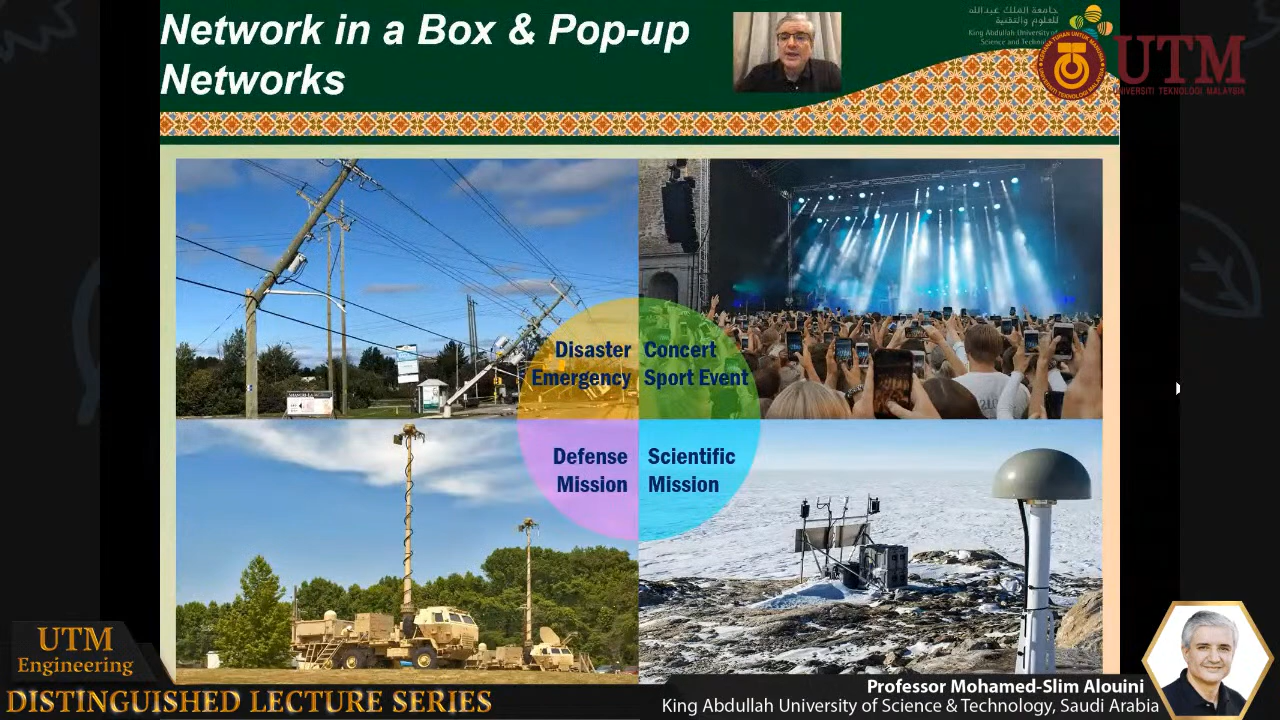 Network in a Box & Pop-up
Networks
جامعة الملك عبدالله
للعلوم والتقنية
King Abdullah University of
Science and Technology
UTM
UNIVERSITI TEKNOLOGI MALAYSIA
Disaster
Emergency
Concert
Sport Event
Defense
Mission
Scientific
Mission
UTM
Engineering
DISTINGUISHED LECTURE SERIES
Professor Mohamed-Slim Alouini
King Abdullah University of Science & Technology, Saudi Arabia